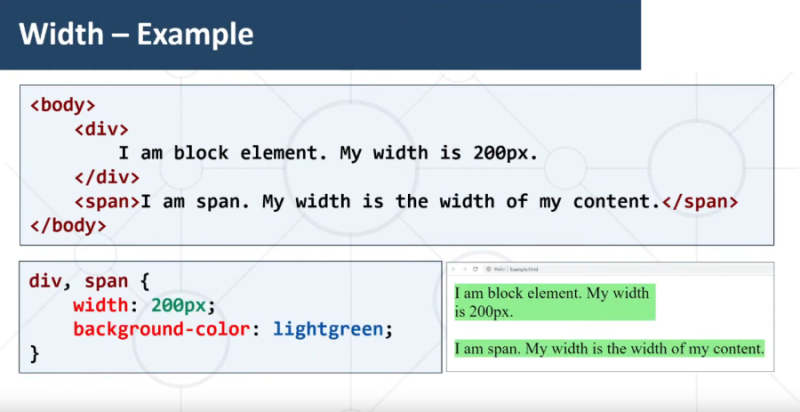 Width – Example
<body>
<div>
I am block element. My width is 200px.
</div>
<span>I am span. My width is the width of my content.</span>
</body>
div, span {
width: 200px;
background-color: lightgreen;
}
Example.html
I am block element. My width
is 200px.
I am span. My width is the width of my content.